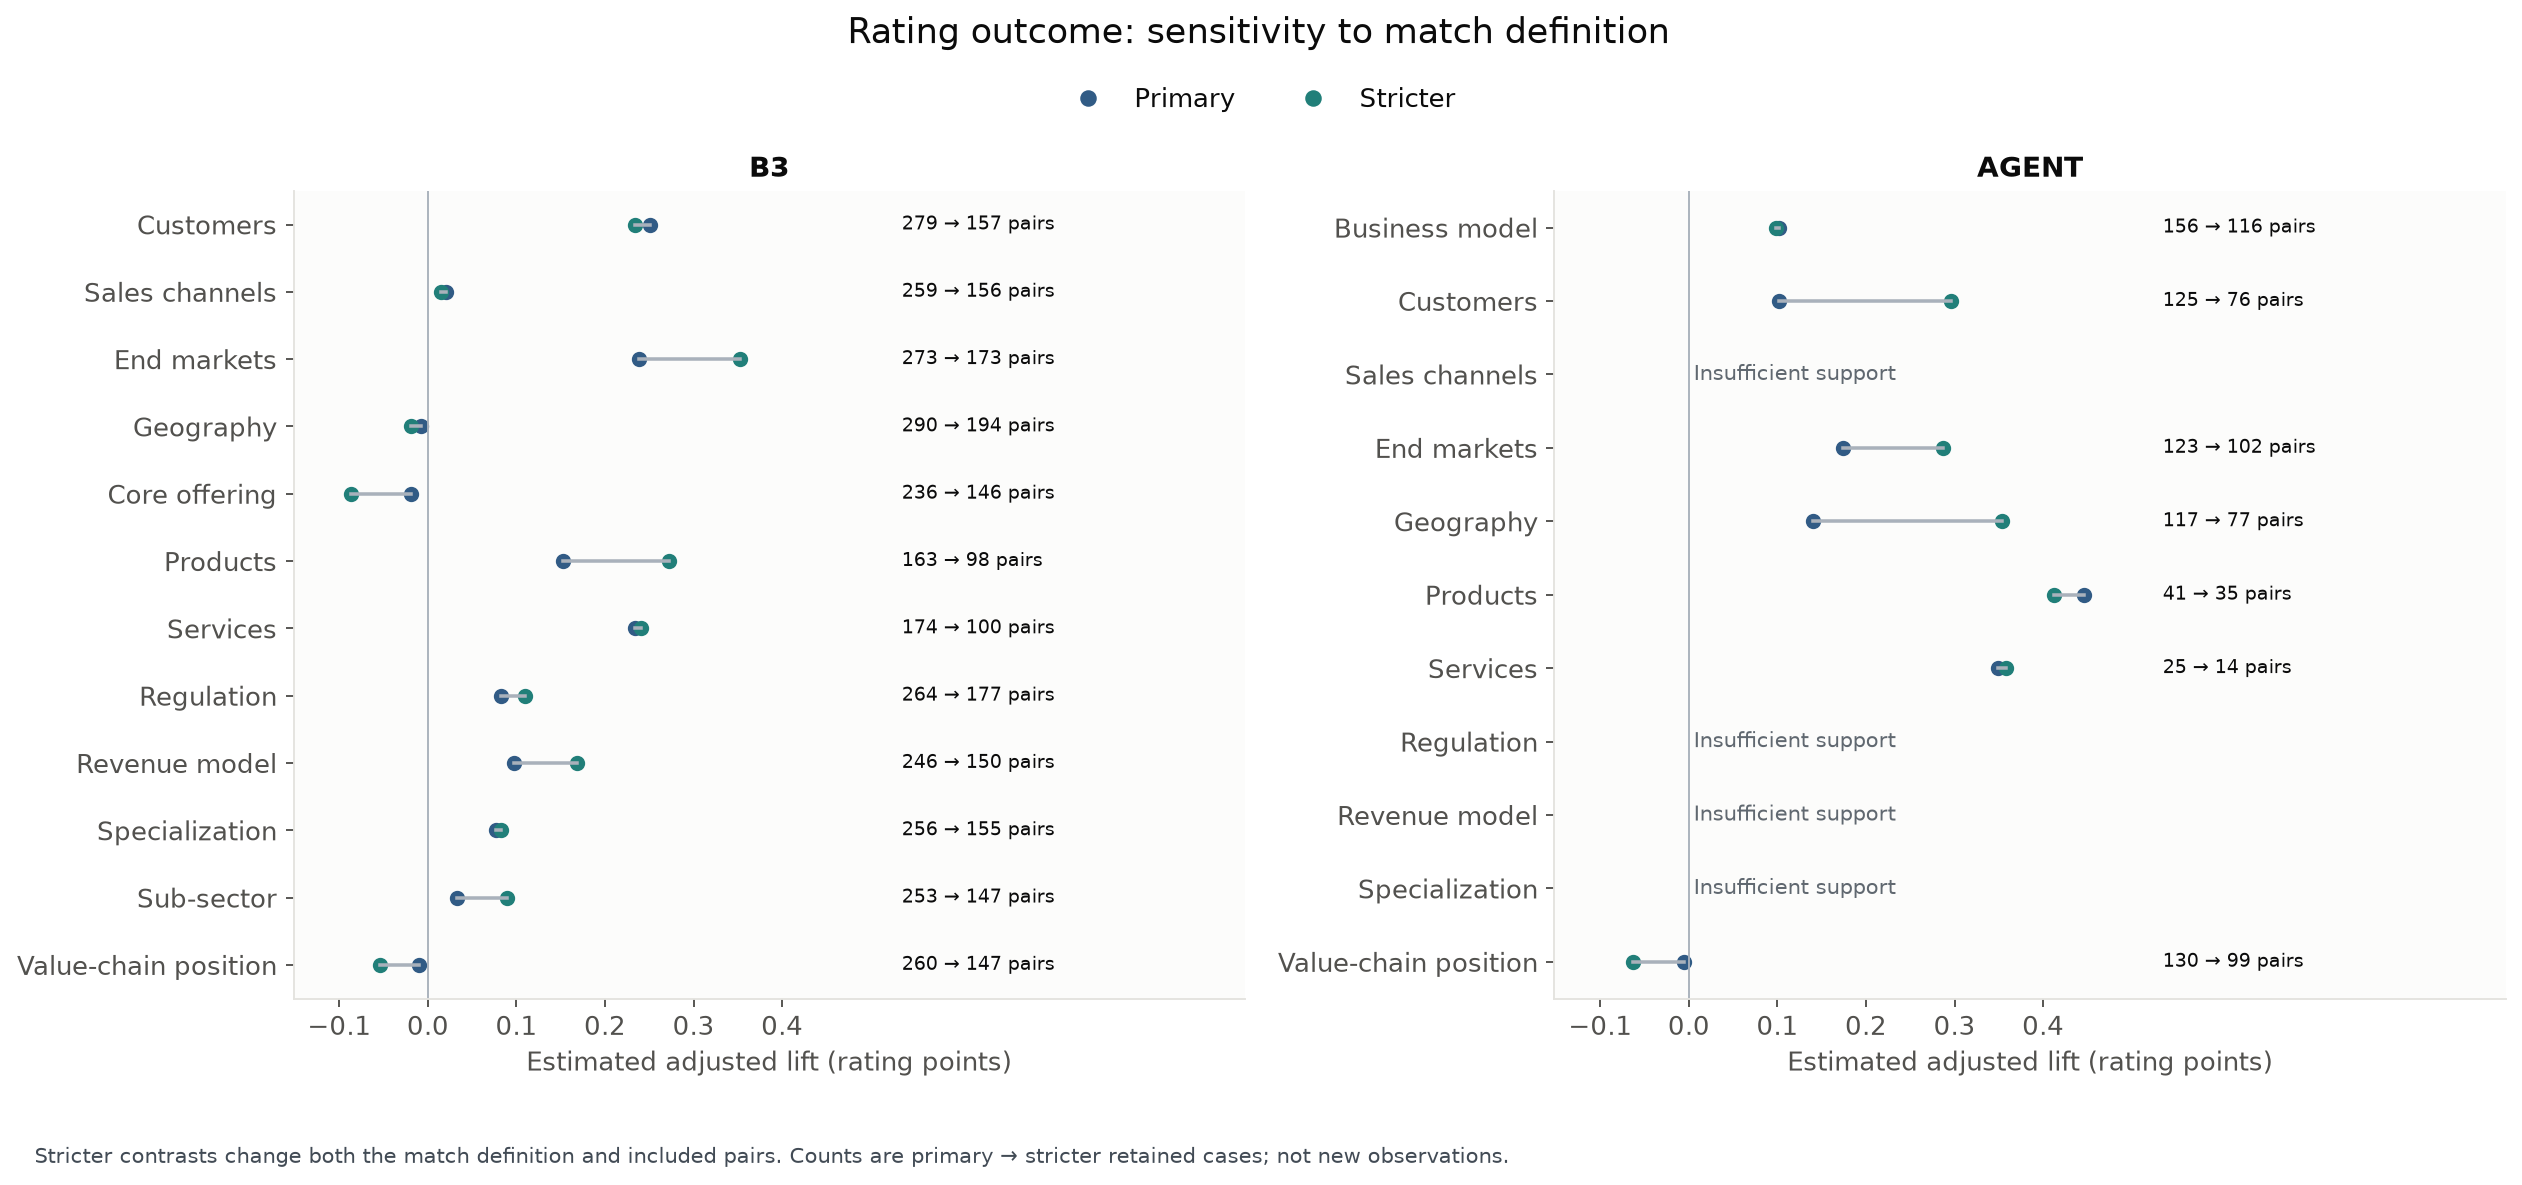 Rating outcome: sensitivity to match definition
Primary
Stricter
B3
Customers
279 → 157 pairs
Sales channels
259 → 156 pairs
End markets
273 → 173 pairs
Geography
290 → 194 pairs
Core offering
236 → 146 pairs
Products
163 → 98 pairs
Services
174 → 100 pairs
Regulation
264 → 177 pairs
Revenue model
246 → 150 pairs
Specialization
256 → 155 pairs
Sub-sector
253 → 147 pairs
Value-chain position
260 → 147 pairs
−0.1 0.0 0.1 0.2 0.3 0.4
Estimated adjusted lift (rating points)
AGENT
Business model
156 → 116 pairs
Customers
125 → 76 pairs
Sales channels
Insufficient support
End markets
123 → 102 pairs
Geography
117 → 77 pairs
Products
41 → 35 pairs
Services
25 → 14 pairs
Regulation
Insufficient support
Revenue model
Insufficient support
Specialization
Insufficient support
Value-chain position
130 → 99 pairs
−0.1 0.0 0.1 0.2 0.3 0.4
Estimated adjusted lift (rating points)
Stricter contrasts change both the match definition and included pairs. Counts are primary → stricter retained cases; not new observations.